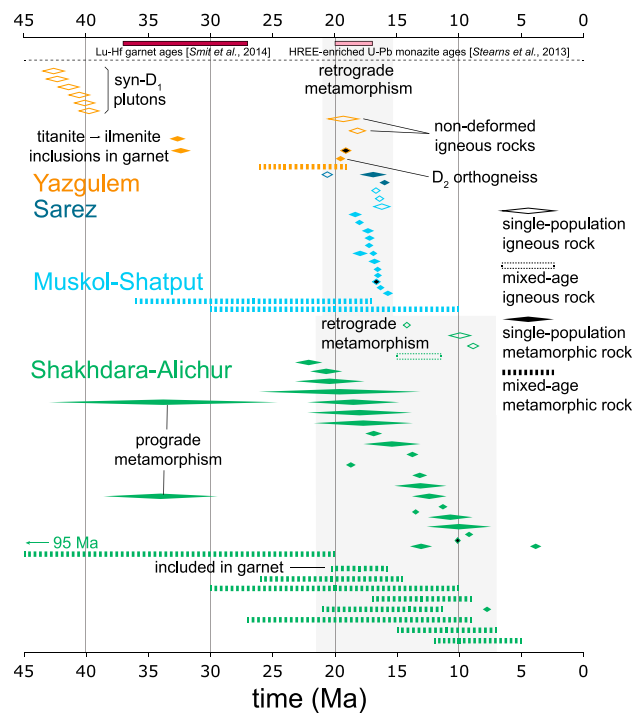 45 40 35 30 25 20 15 10 5 0
Lu-Hf garnet ages [Smit et al., 2014] HREE-enriched U-Pb monazite ages [Stearns et al., 2013]
retrograde
metamorphism
syn-D1
plutons
non-deformed
igneous rocks
titanite – ilmenite
inclusions in garnet
D2 orthogneiss
Yazgulem
Sarez
single-population
igneous rock
mixed-age
igneous rock
Muskol-Shatput
single-population
metamorphic rock
mixed-age
metamorphic rock
retrograde
metamorphism
Shakhdara-Alichur
prograde
metamorphism
← 95 Ma
included in garnet
45 40 35 30 25 20 15 10 5 0
time (Ma)